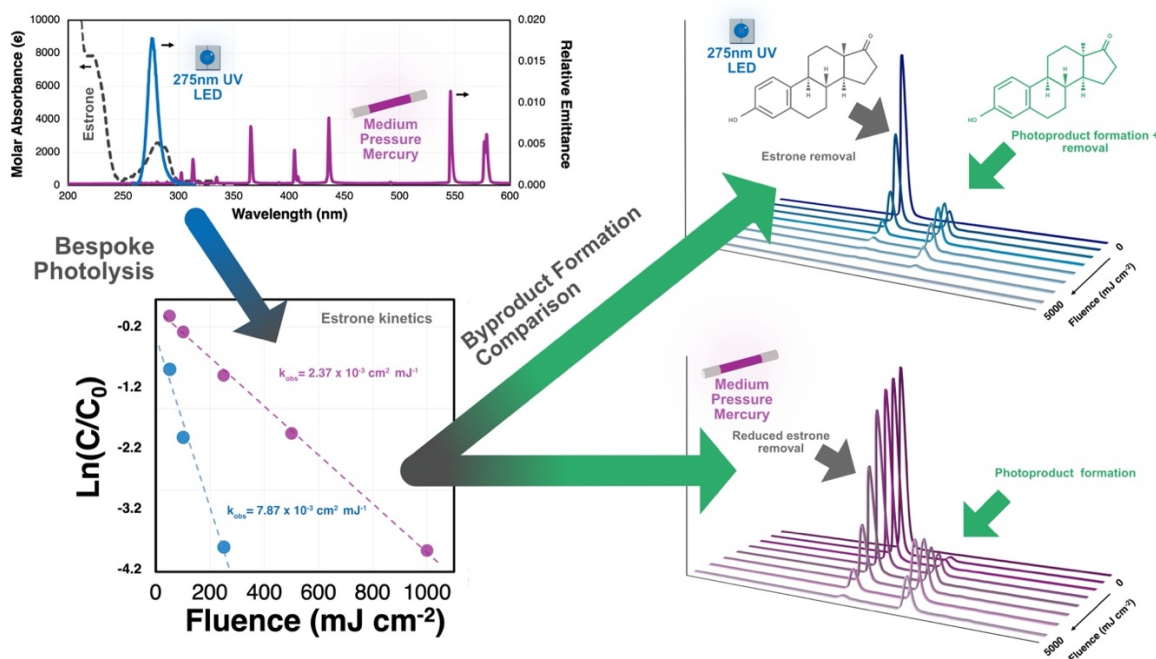 10000
8000
6000
4000
2000
0
Molar Absorbance (ε)
Estrone
275nm UV
LED
Medium
Pressure
Mercury
0.020
0.015
0.010
0.005
0.000
Relative Emittance
200 250 300 350 400 450 500 550 600
Wavelength (nm)
Bespoke
Photolysis
Estrone kinetics
-0.2
-1.2
-2.2
-3.2
-4.2
Ln(C/C₀)
k_obs = 2.37 x 10⁻³ cm² mJ⁻¹
k_obs = 7.87 x 10⁻³ cm² mJ⁻¹
0 200 400 600 800 1000
Fluence (mJ cm⁻²)
Byproduct Formation
Comparison
275nm UV
LED
HO
H
H
H
O
Estrone removal
HO
H
H
H
O
Photoproduct formation +
removal
0
5000
Fluence (mJ cm⁻²)
Medium
Pressure
Mercury
Reduced estrone
removal
Photoproduct formation
0
5000
Fluence (mJ cm⁻²)